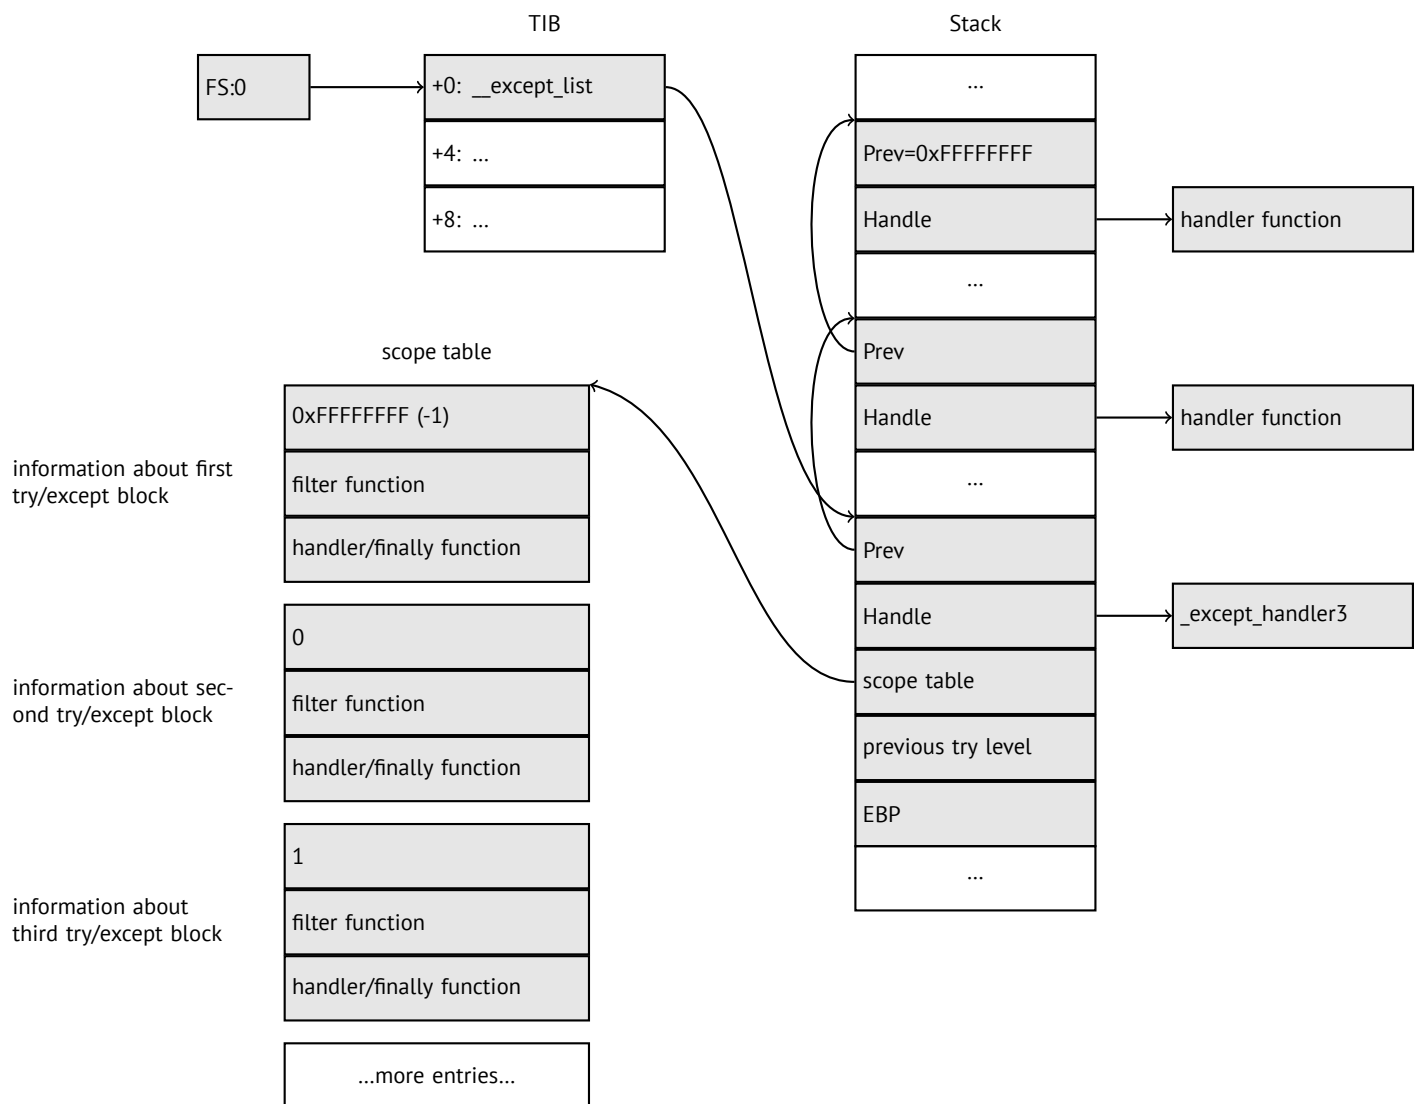 TIB
Stack
FS:0
+0: __except_list
+4: ...
+8: ...
...
Prev=0xFFFFFFFF
Handle
handler function
...
Prev
Handle
handler function
...
Prev
Handle
_except_handler3
scope table
previous try level
EBP
...
scope table
0xFFFFFFFF (-1)
information about first
try/except block
filter function
handler/finally function
0
information about sec-
ond try/except block
filter function
handler/finally function
1
information about
third try/except block
filter function
handler/finally function
...more entries...